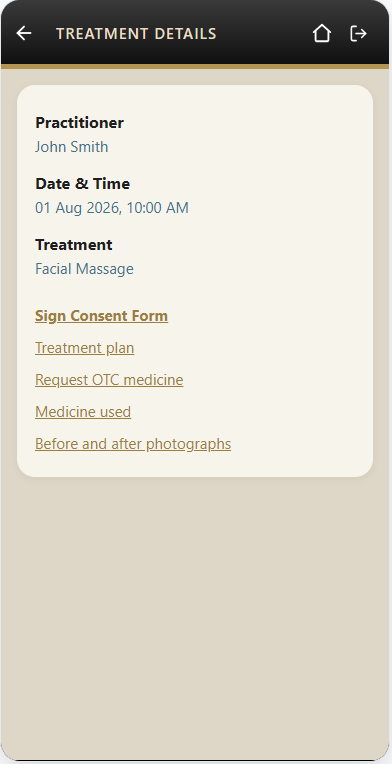 TREATMENT DETAILS
Practitioner
John Smith
Date & Time
01 Aug 2026, 10:00 AM
Treatment
Facial Massage
Sign Consent Form
Treatment plan
Request OTC medicine
Medicine used
Before and after photographs